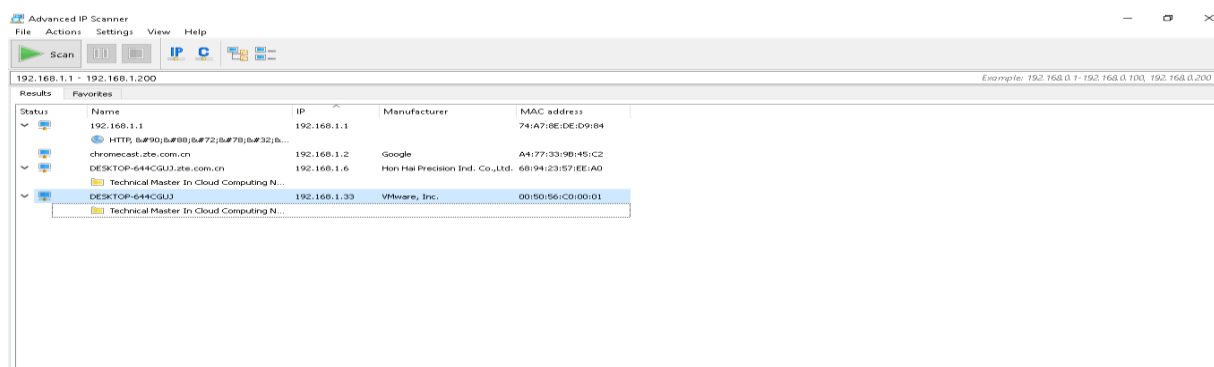 Advanced IP Scanner
File Actions Settings View Help
Scan IP C
192.168.1.1 - 192.168.1.200 Example: 192.168.0.1-192.168.0.100, 192.168.0.200
Results Favorites
Status Name IP Manufacturer MAC address
192.168.1.1 192.168.1.1 74:A7:8E:DE:D9:84
HTTP, &#90;&#88;&#72;&#78;&#32;&...
chromecast.zte.com.cn 192.168.1.2 Google A4:77:33:9B:45:C2
DESKTOP-644CGUJ.zte.com.cn 192.168.1.6 Hon Hai Precision Ind. Co.,Ltd. 68:94:23:57:EE:A0
Technical Master In Cloud Computing N...
DESKTOP-644CGUJ 192.168.1.33 VMware, Inc. 00:50:56:C0:00:01
Technical Master In Cloud Computing N...